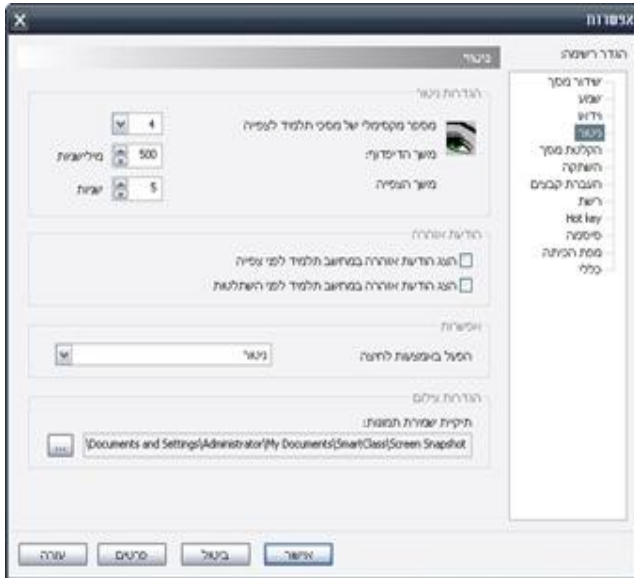 אפשרות
הגדר רשימה:
שידור מסך
שמע
וידאו
ניטור
הקלטת מסך
השתקה
העברת קבצים
רשת
Hot key
סיסמה
מפת הכיתה
כללי
ניטור
הגדרות ניטור
מספר מקסימלי של מסכי תלמיד לצפייה
4
משך הדיפדוף:
500
מילישניות
משך הצפייה
5
שניות
הודעת אזהרה
הצג הודעת אזהרה במחשב תלמיד לפני צפייה
הצג הודעת אזהרה במחשב תלמיד לפני השתלטות
אפשרות
הפעל באמצעות לחיצה
ניטור
הגדרות צילום
תיקיית שמירת תמונות:
\Documents and Settings\Administrator\My Documents\SmartClass\Screen Snapshot
...
אישור
ביטול
פרטים
עזרה